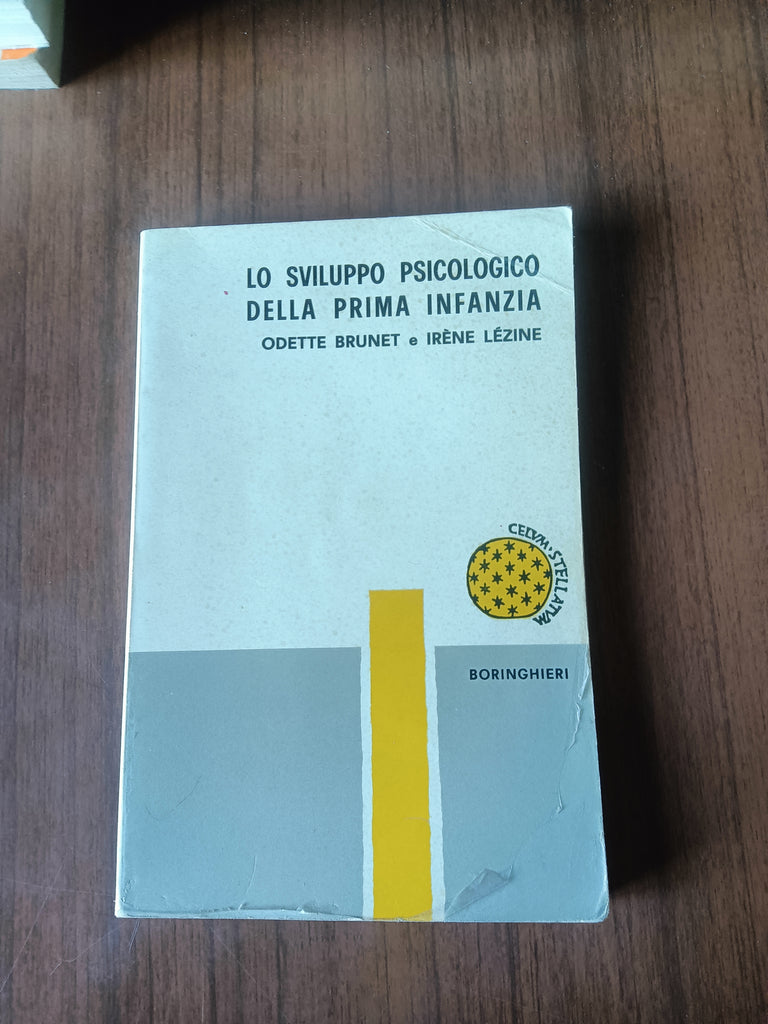 LO SVILUPPO PSICOLOGICO
DELLA PRIMA INFANZIA
ODETTE BRUNET e IRÈNE LÉZINE
CELVM·STELLATVM
BORINGHIERI